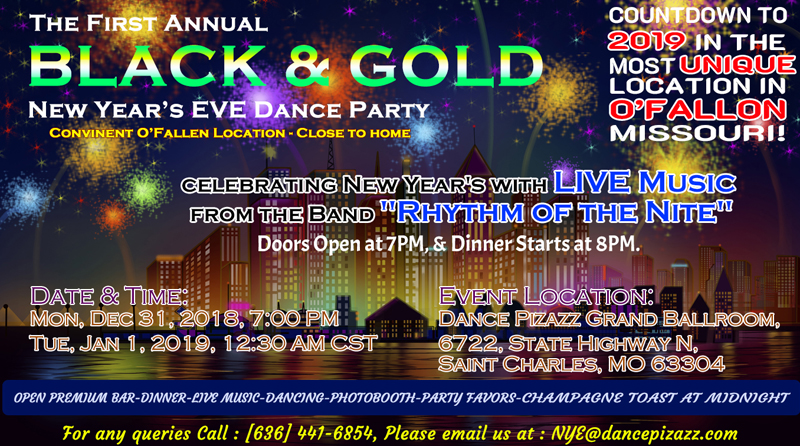 The First Annual
BLACK & GOLD
New Year's EVE Dance Party
Convinent O'Fallen Location - Close to home
COUNTDOWN TO
2019 IN THE
MOST UNIQUE
LOCATION IN
O'FALLON
MISSOURI!
celebrating New Year's with LIVE Music
from the Band "Rhythm of the Nite"
Doors Open at 7PM, & Dinner Starts at 8PM.
Date & Time:
Mon, Dec 31, 2018, 7:00 PM
Tue, Jan 1, 2019, 12:30 AM CST
Event Location:
Dance Pizazz Grand Ballroom,
6722, State Highway N,
Saint Charles, MO 63304
OPEN PREMIUM BAR-DINNER-LIVE MUSIC-DANCING-PHOTOBOOTH-PARTY FAVORS-CHAMPAGNE TOAST AT MIDNIGHT
For any queries Call : [636] 441-6854, Please email us at : NYE@dancepizazz.com